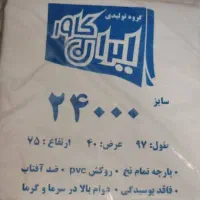 گروه تولیدی
ایران کاور
سایز
۲۴۰۰۰
طول: ۹۷ عرض: ۴۰ ارتفاع: ۷۵
• پارچه تمام نخ • روکش pvc • ضد آفتاب
• فاقد پوسیدگی • دوام بالا در سرما و گرما